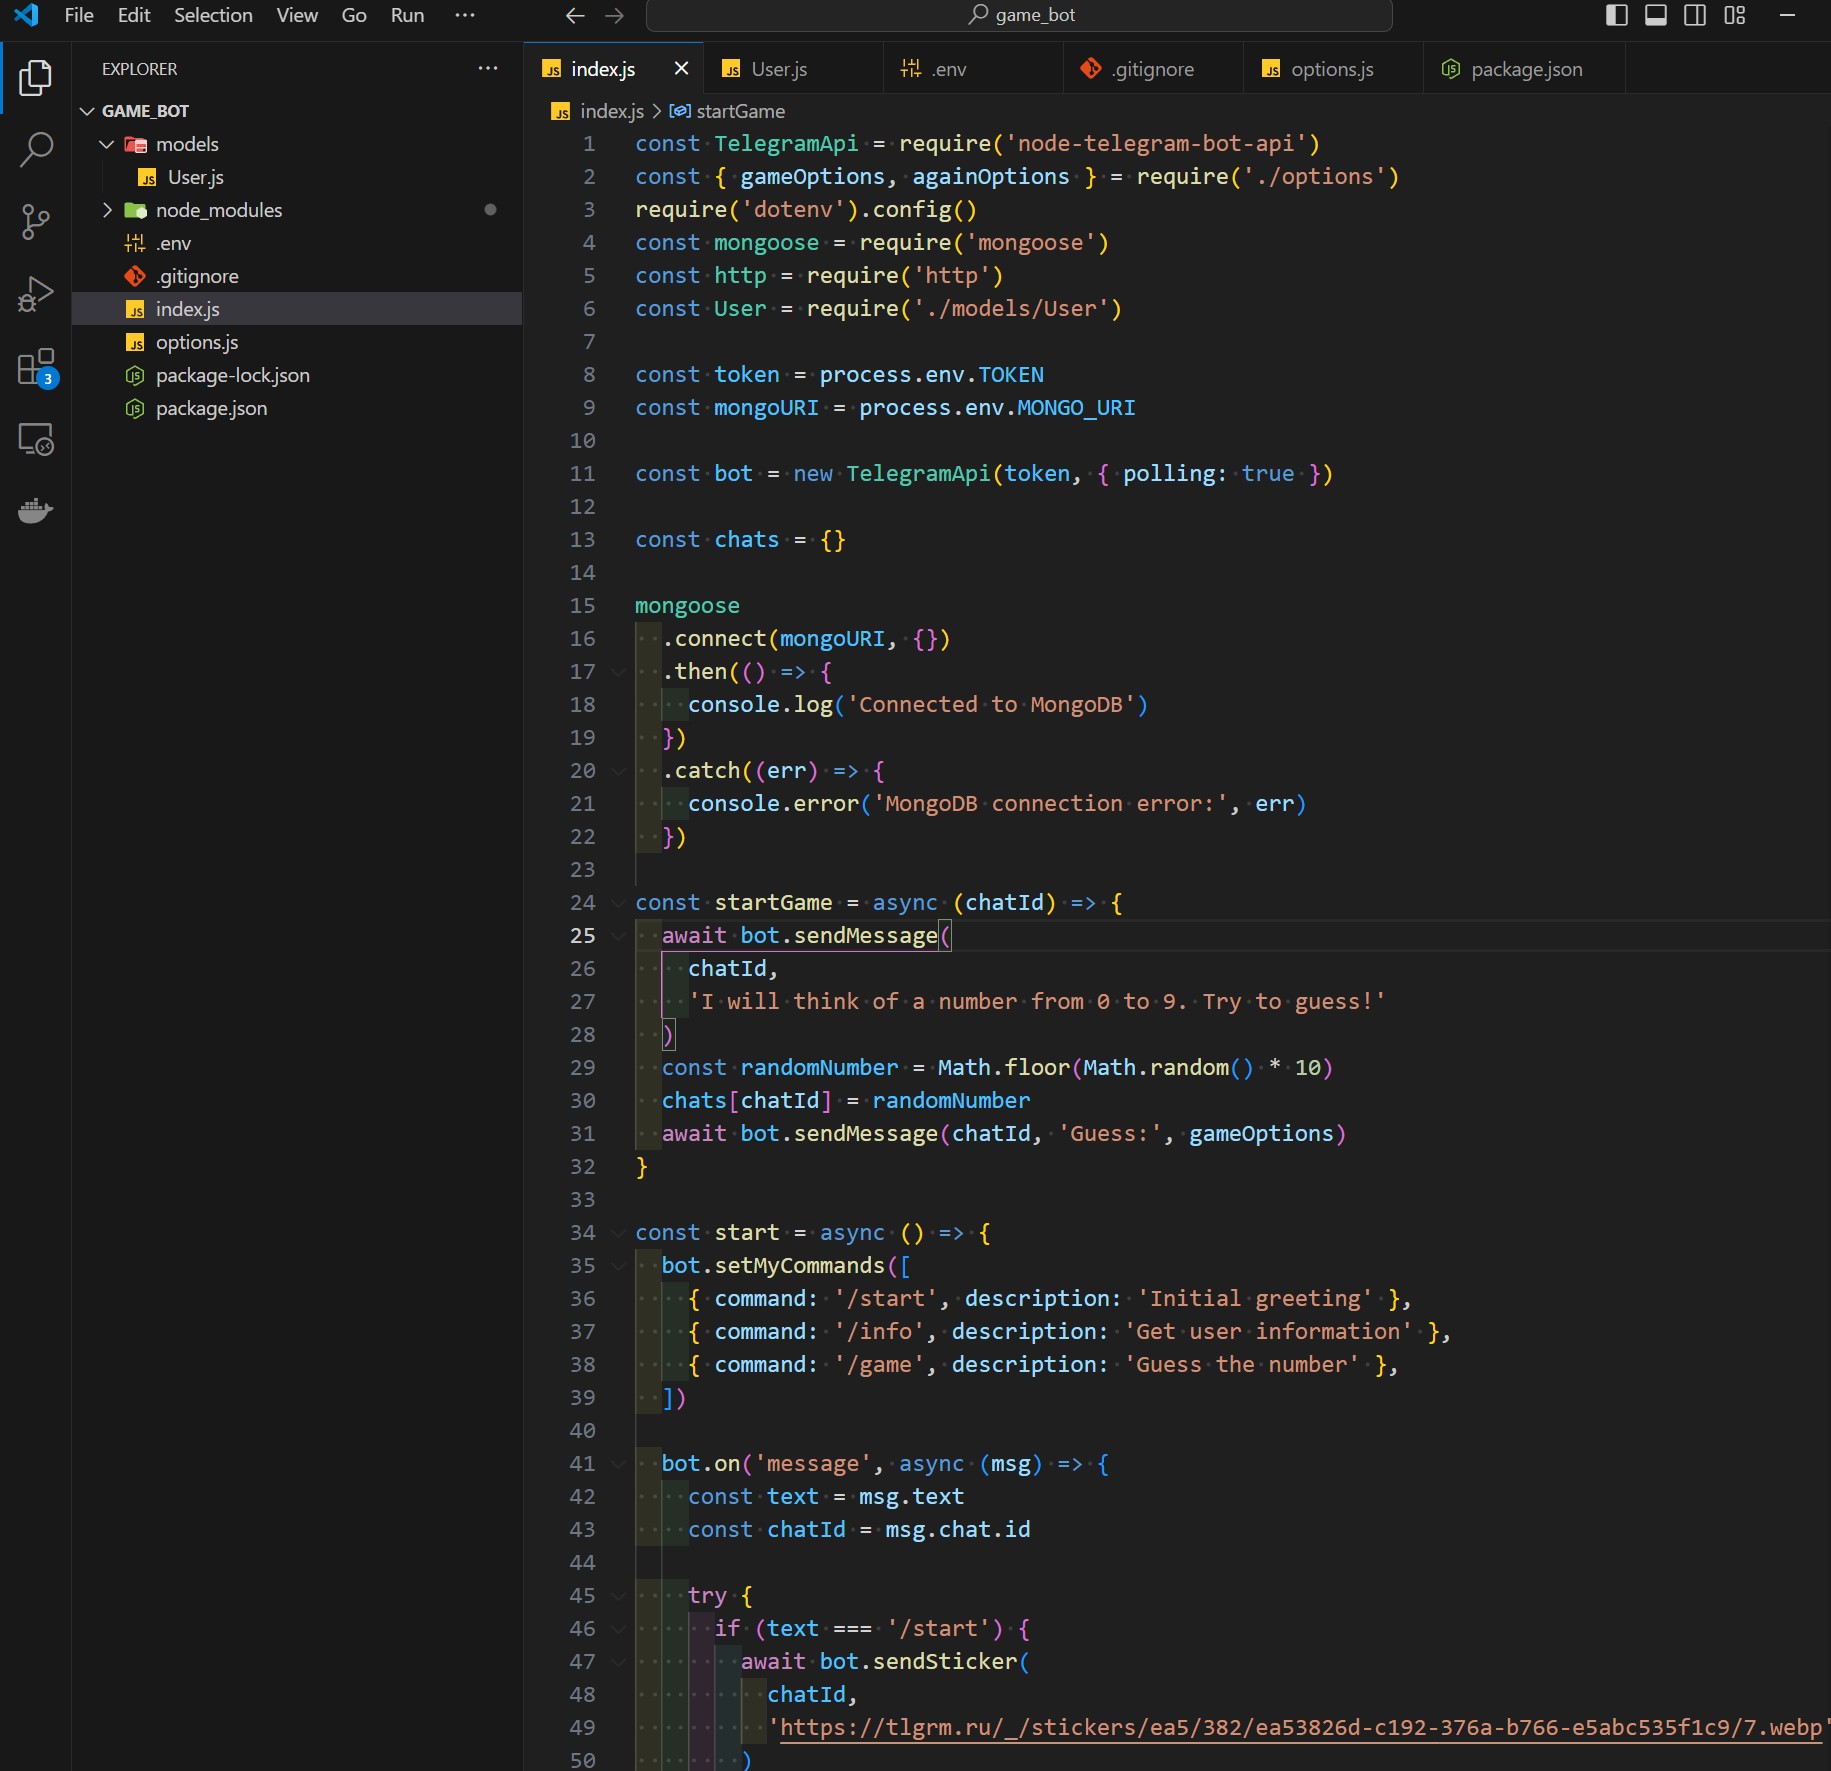 File Edit Selection View Go Run ···
game_bot
EXPLORER ···
GAME_BOT
models
User.js
node_modules
.env
.gitignore
index.js
options.js
package-lock.json
package.json
3
index.js
User.js
.env
.gitignore
options.js
package.json
index.js > startGame
1 const TelegramApi = require('node-telegram-bot-api')
2 const { gameOptions, againOptions } = require('./options')
3 require('dotenv').config()
4 const mongoose = require('mongoose')
5 const http = require('http')
6 const User = require('./models/User')
7
8 const token = process.env.TOKEN
9 const mongoURI = process.env.MONGO_URI
10
11 const bot = new TelegramApi(token, { polling: true })
12
13 const chats = {}
14
15 mongoose
16 .connect(mongoURI, {})
17 .then(() => {
18 console.log('Connected to MongoDB')
19 })
20 .catch((err) => {
21 console.error('MongoDB connection error:', err)
22 })
23
24 const startGame = async (chatId) => {
25 await bot.sendMessage(
26 chatId,
27 'I will think of a number from 0 to 9. Try to guess!'
28 )
29 const randomNumber = Math.floor(Math.random() * 10)
30 chats[chatId] = randomNumber
31 await bot.sendMessage(chatId, 'Guess:', gameOptions)
32 }
33
34 const start = async () => {
35 bot.setMyCommands([
36 { command: '/start', description: 'Initial greeting' },
37 { command: '/info', description: 'Get user information' },
38 { command: '/game', description: 'Guess the number' },
39 ])
40
41 bot.on('message', async (msg) => {
42 const text = msg.text
43 const chatId = msg.chat.id
44
45 try {
46 if (text === '/start') {
47 await bot.sendSticker(
48 chatId,
49 'https://tlgrm.ru/_/stickers/ea5/382/ea53826d-c192-376a-b766-e5abc535f1c9/7.webp'
50 )